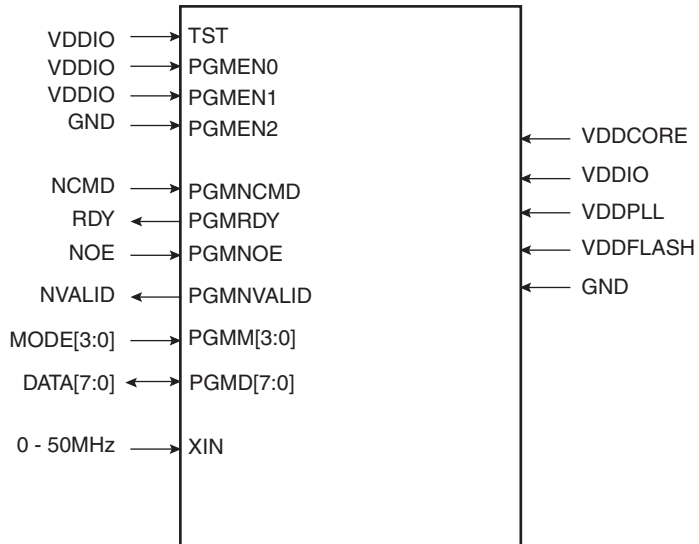 VDDIO TST
VDDIO PGMEN0
VDDIO PGMEN1
GND PGMEN2
VDDCORE
VDDIO
NCMD PGMNCMD
RDY PGMRDY
VDDPLL
NOE PGMNOE
VDDFLASH
NVALID PGMNVALID
GND
MODE[3:0] PGMM[3:0]
DATA[7:0] PGMD[7:0]
0 - 50MHz XIN